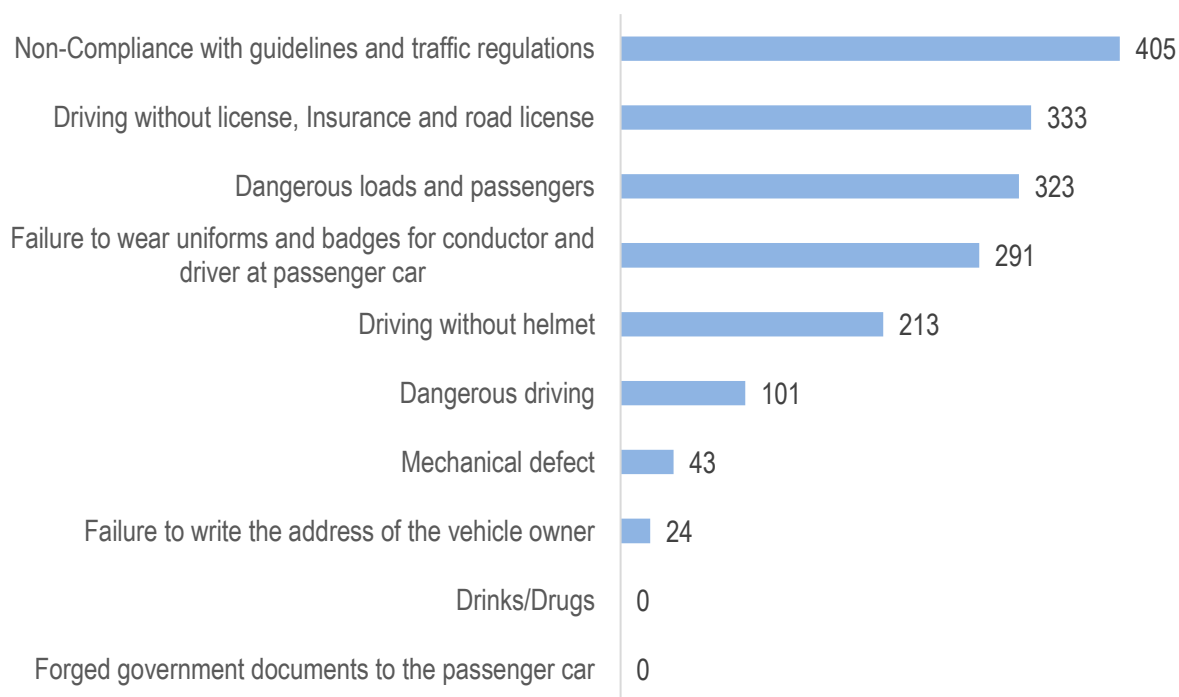 Non-Compliance with guidelines and traffic regulations 405
Driving without license, Insurance and road license 333
Dangerous loads and passengers 323
Failure to wear uniforms and badges for conductor and
driver at passenger car 291
Driving without helmet 213
Dangerous driving 101
Mechanical defect 43
Failure to write the address of the vehicle owner 24
Drinks/Drugs 0
Forged government documents to the passenger car 0